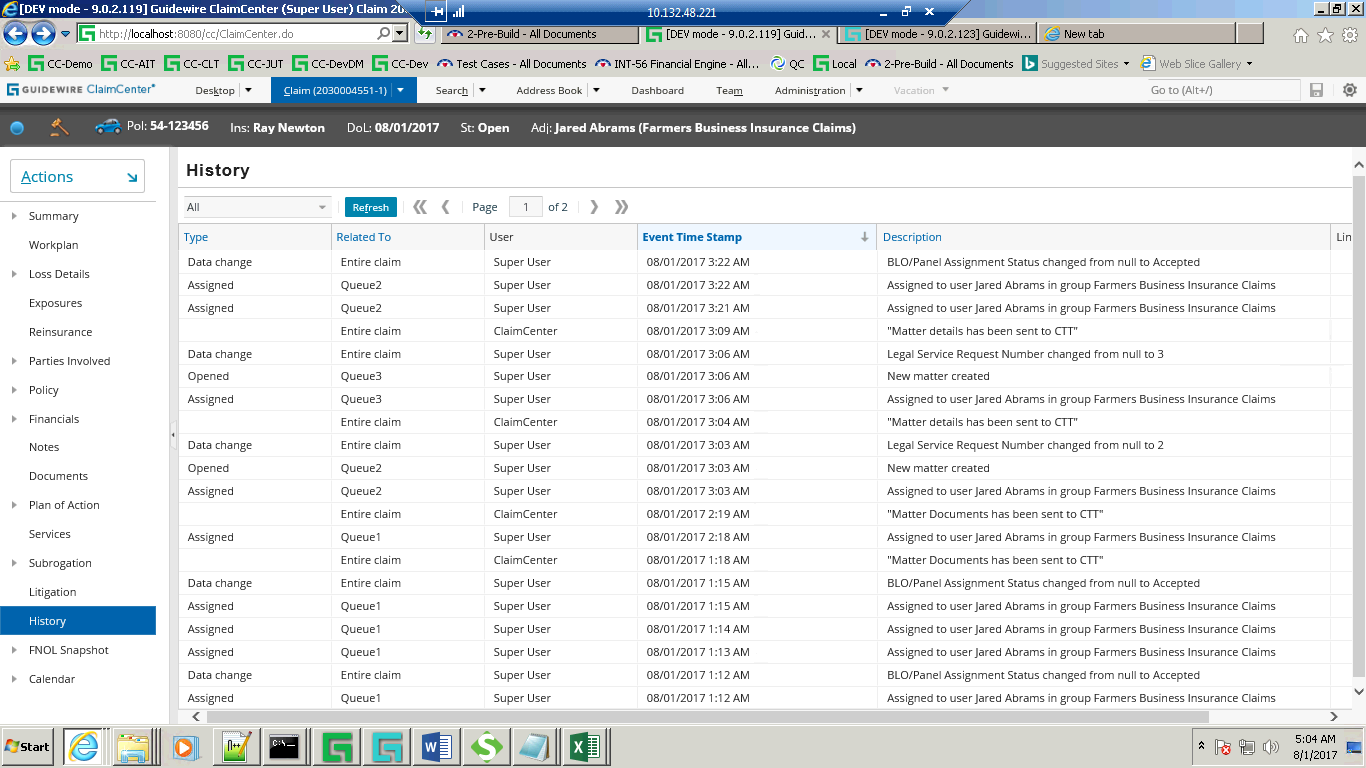 [DEV mode - 9.0.2.119] Guidewire ClaimCenter (Super User) Claim 20
10.132.48.221
http://localhost:8080/cc/ClaimCenter.do
2-Pre-Build - All Documents
[DEV mode - 9.0.2.119] Guid...
[DEV mode - 9.0.2.123] Guidewi...
New tab
CC-Demo CC-AIT CC-CLT CC-JUT CC-DevDM CC-Dev Test Cases - All Documents INT-56 Financial Engine - All... QC Local 2-Pre-Build - All Documents Suggested Sites Web Slice Gallery
GUIDEWIRE ClaimCenter Desktop Claim (2030004551-1) Search Address Book Dashboard Team Administration Vacation Go to (Alt+/)
Pol: 54-123456 Ins: Ray Newton DoL: 08/01/2017 St: Open Adj: Jared Abrams (Farmers Business Insurance Claims)
Actions
Summary
Workplan
Loss Details
Exposures
Reinsurance
Parties Involved
Policy
Financials
Notes
Documents
Plan of Action
Services
Subrogation
Litigation
History
FNOL Snapshot
Calendar
History
All Refresh Page 1 of 2
Type Related To User Event Time Stamp Description Lin
Data change Entire claim Super User 08/01/2017 3:22 AM BLO/Panel Assignment Status changed from null to Accepted
Assigned Queue2 Super User 08/01/2017 3:22 AM Assigned to user Jared Abrams in group Farmers Business Insurance Claims
Assigned Queue2 Super User 08/01/2017 3:21 AM Assigned to user Jared Abrams in group Farmers Business Insurance Claims
Entire claim ClaimCenter 08/01/2017 3:09 AM "Matter details has been sent to CTT"
Data change Entire claim Super User 08/01/2017 3:06 AM Legal Service Request Number changed from null to 3
Opened Queue3 Super User 08/01/2017 3:06 AM New matter created
Assigned Queue3 Super User 08/01/2017 3:06 AM Assigned to user Jared Abrams in group Farmers Business Insurance Claims
Entire claim ClaimCenter 08/01/2017 3:04 AM "Matter details has been sent to CTT"
Data change Entire claim Super User 08/01/2017 3:03 AM Legal Service Request Number changed from null to 2
Opened Queue2 Super User 08/01/2017 3:03 AM New matter created
Assigned Queue2 Super User 08/01/2017 3:03 AM Assigned to user Jared Abrams in group Farmers Business Insurance Claims
Entire claim ClaimCenter 08/01/2017 2:19 AM "Matter Documents has been sent to CTT"
Assigned Queue1 Super User 08/01/2017 2:18 AM Assigned to user Jared Abrams in group Farmers Business Insurance Claims
Entire claim ClaimCenter 08/01/2017 1:18 AM "Matter Documents has been sent to CTT"
Data change Entire claim Super User 08/01/2017 1:15 AM BLO/Panel Assignment Status changed from null to Accepted
Assigned Queue1 Super User 08/01/2017 1:15 AM Assigned to user Jared Abrams in group Farmers Business Insurance Claims
Assigned Queue1 Super User 08/01/2017 1:14 AM Assigned to user Jared Abrams in group Farmers Business Insurance Claims
Assigned Queue1 Super User 08/01/2017 1:13 AM Assigned to user Jared Abrams in group Farmers Business Insurance Claims
Data change Entire claim Super User 08/01/2017 1:12 AM BLO/Panel Assignment Status changed from null to Accepted
Assigned Queue1 Super User 08/01/2017 1:12 AM Assigned to user Jared Abrams in group Farmers Business Insurance Claims
Start
5:04 AM
8/1/2017